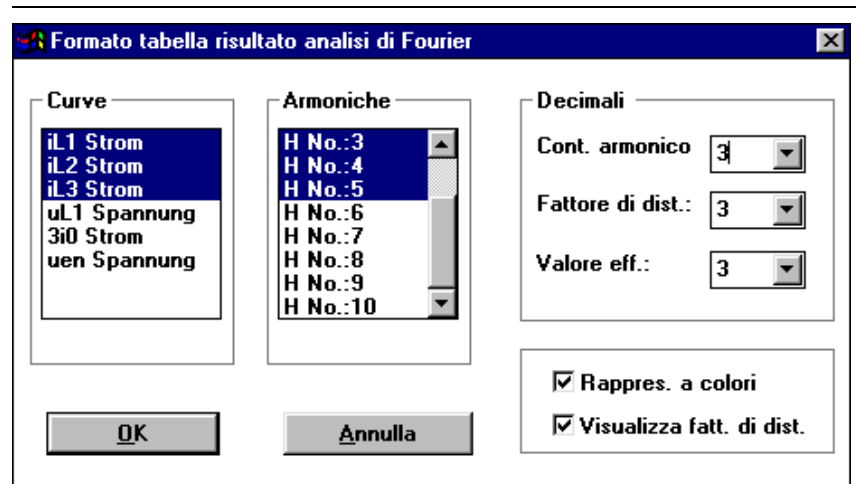 Formato tabella risultato analisi di Fourier
Curve
iL1 Strom
iL2 Strom
iL3 Strom
uL1 Spannung
3i0 Strom
uen Spannung
Armoniche
H No.:3
H No.:4
H No.:5
H No.:6
H No.:7
H No.:8
H No.:9
H No.:10
Decimali
Cont. armonico 3
Fattore di dist.: 3
Valore eff.: 3
Rappres. a colori
Visualizza fatt. di dist.
OK
Annulla